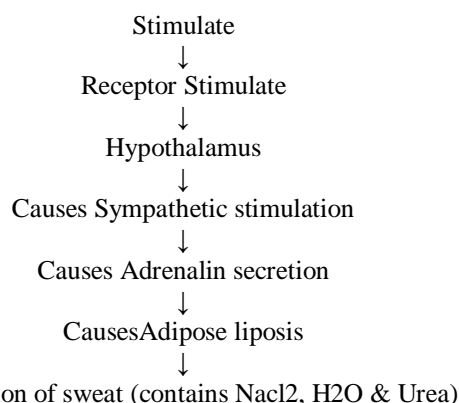 Stimulate
↓
Receptor Stimulate
↓
Hypothalamus
↓
Causes Sympathetic stimulation
↓
Causes Adrenalin secretion
↓
CausesAdipose liposis
↓
on of sweat (contains Nacl2, H2O & Urea)